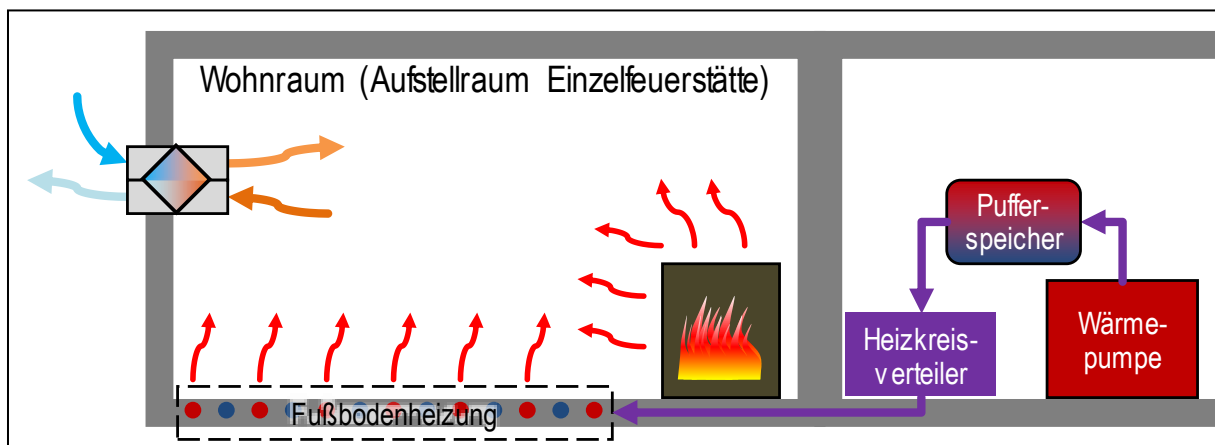 Wohnraum (Aufstellraum Einzelfeuerstätte)
Puffer-
speicher
Heizkreis-
verteiler
Wärme-
pumpe
Fußbodenheizung